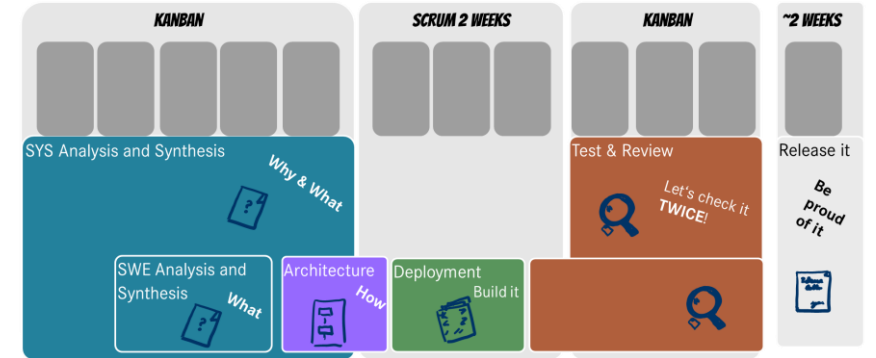 KANBAN
SCRUM 2 WEEKS
KANBAN
~2 WEEKS
SYS Analysis and Synthesis
Why & What
?
Test & Review
Let's check it
TWICE!
Release it
Be
proud
of it
SWE Analysis and
Synthesis
What
?
Architecture
How
Deployment
Build it